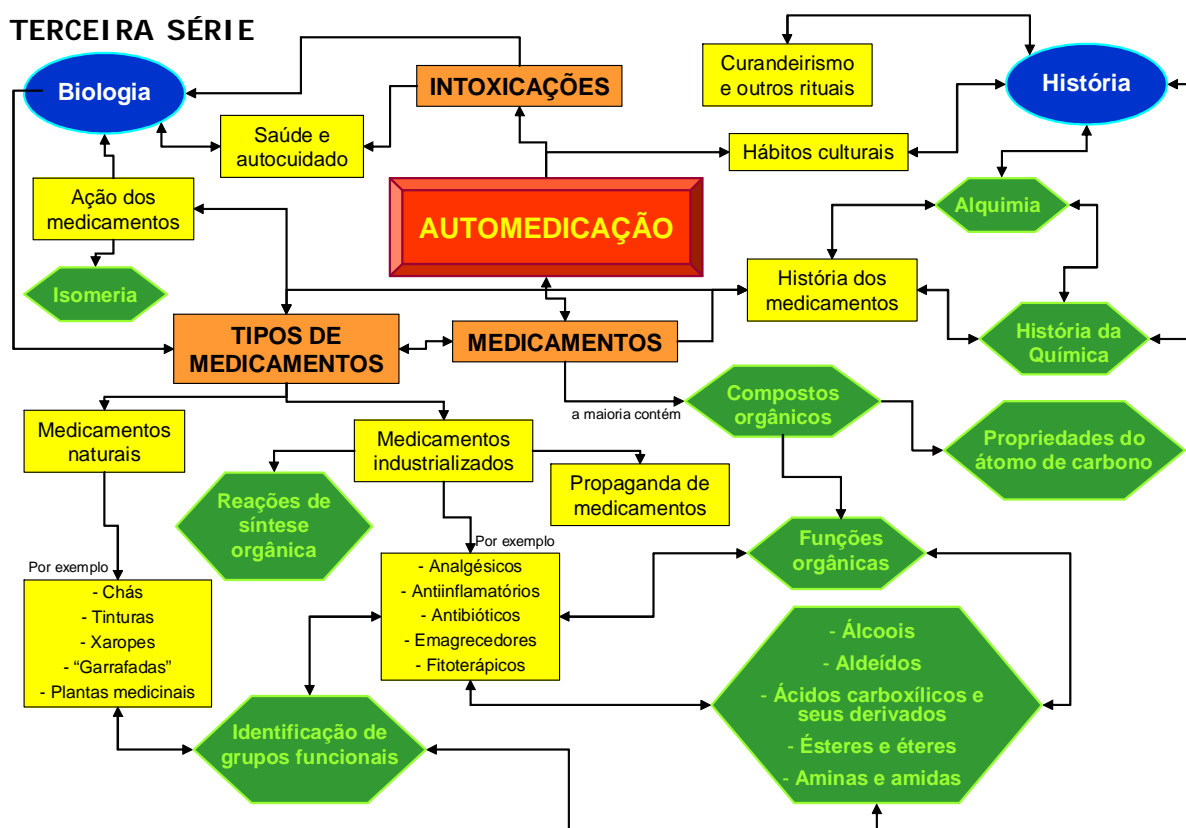 TERCEIRA SÉRIE
Biologia
INTOXICAÇÕES
Curandeirismo
e outros rituais
História
Saúde e
autocuidado
Hábitos culturais
Ação dos
medicamentos
AUTOMEDICAÇÃO
Alquimia
Isomeria
História dos
medicamentos
TIPOS DE
MEDICAMENTOS
MEDICAMENTOS
História da
Química
a maioria contém
Compostos
orgânicos
Propriedades do
átomo de carbono
Medicamentos
naturais
Medicamentos
industrializados
Reações de
síntese
orgânica
Propaganda de
medicamentos
Funções
orgânicas
Por exemplo
- Chás
- Tinturas
- Xaropes
- “Garrafadas”
- Plantas medicinais
Por exemplo
- Analgésicos
- Antiinflamatórios
- Antibióticos
- Emagrecedores
- Fitoterápicos
- Álcoois
- Aldeídos
- Ácidos carboxílicos e
seus derivados
- Ésteres e éteres
- Aminas e amidas
Identificação de
grupos funcionais